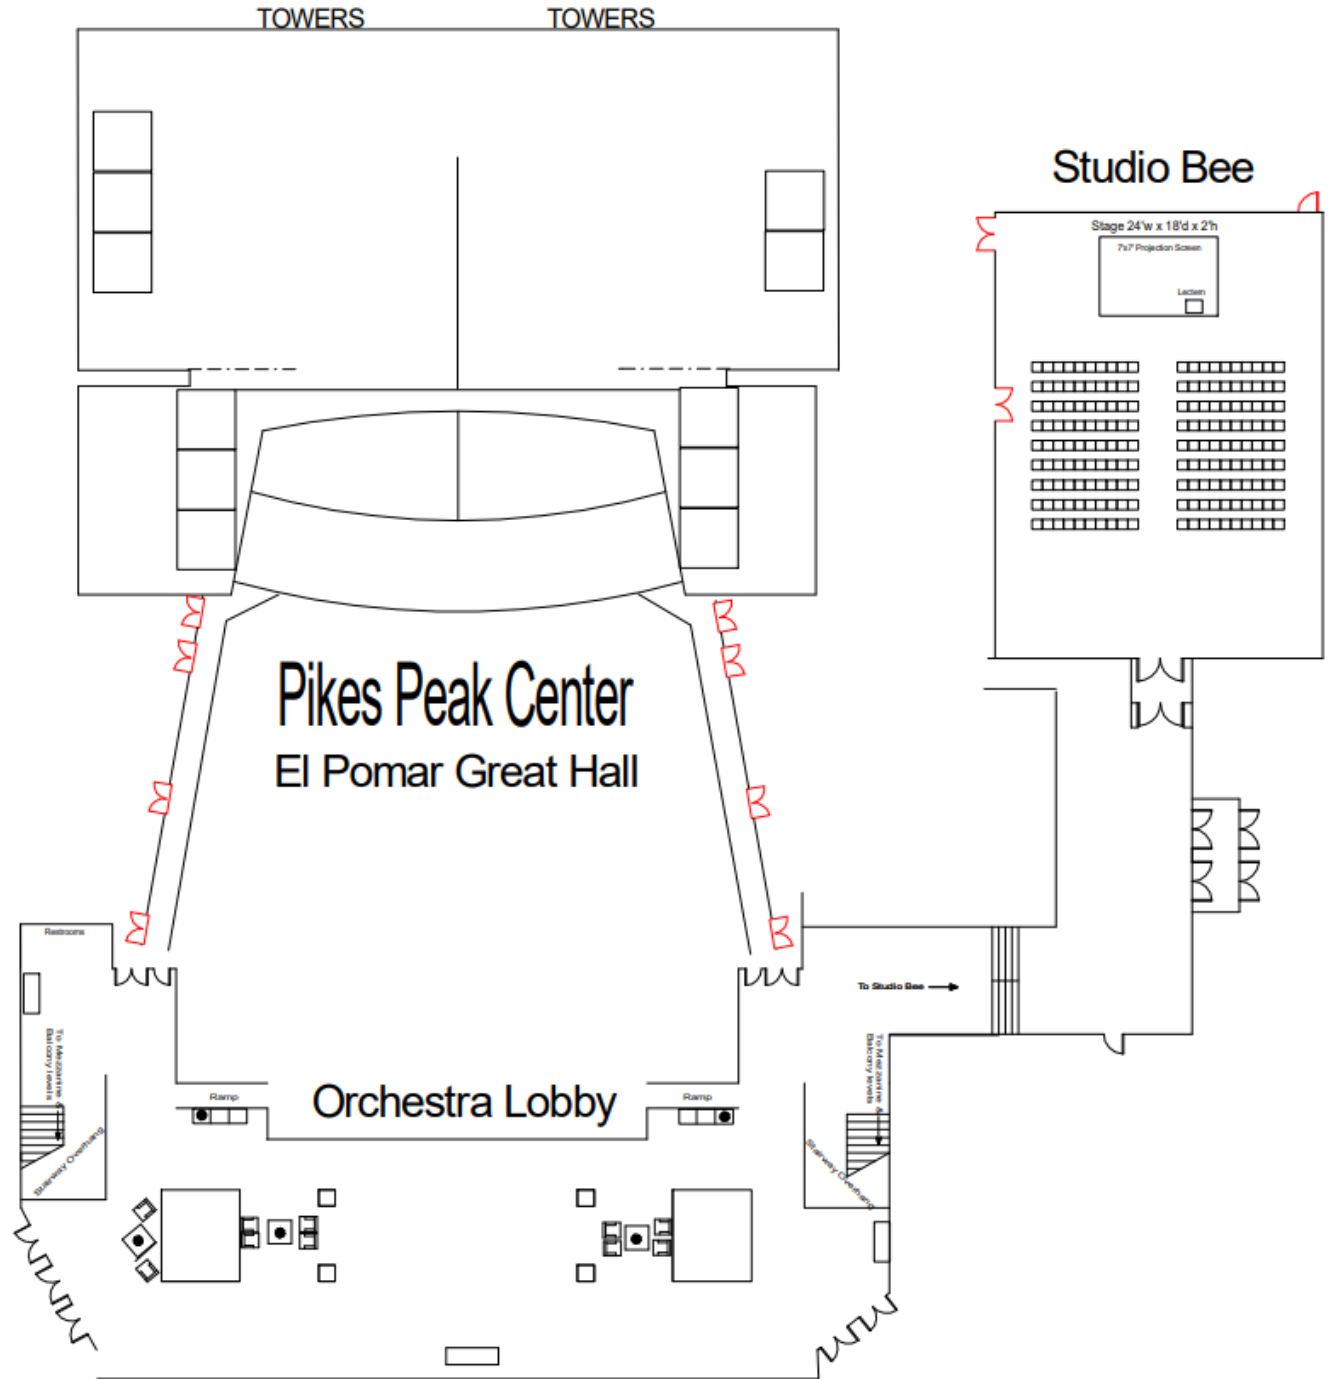 TOWERS
TOWERS
Studio Bee
Stage 24'w x 18'd x 2'h
7'x7' Projection Screen
Lectern
Pikes Peak Center
El Pomar Great Hall
Restrooms
To Studio Bee
To Mezzanine &
Balcony levels
To Mezzanine &
Balcony levels
Ramp
Orchestra Lobby
Ramp
Stairway Overhang
Stairway Overhang